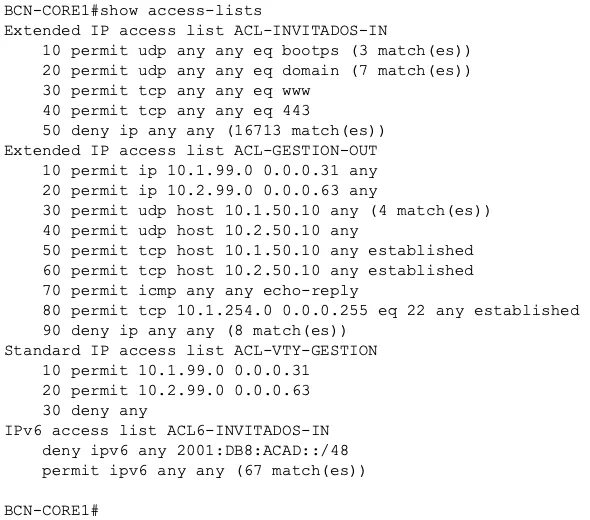 BCN-CORE1#show access-lists
Extended IP access list ACL-INVITADOS-IN
    10 permit udp any any eq bootps (3 match(es))
    20 permit udp any any eq domain (7 match(es))
    30 permit tcp any any eq www
    40 permit tcp any any eq 443
    50 deny ip any any (16713 match(es))
Extended IP access list ACL-GESTION-OUT
    10 permit ip 10.1.99.0 0.0.0.31 any
    20 permit ip 10.2.99.0 0.0.0.63 any
    30 permit udp host 10.1.50.10 any (4 match(es))
    40 permit udp host 10.2.50.10 any
    50 permit tcp host 10.1.50.10 any established
    60 permit tcp host 10.2.50.10 any established
    70 permit icmp any any echo-reply
    80 permit tcp 10.1.254.0 0.0.0.255 eq 22 any established
    90 deny ip any any (8 match(es))
Standard IP access list ACL-VTY-GESTION
    10 permit 10.1.99.0 0.0.0.31
    20 permit 10.2.99.0 0.0.0.63
    30 deny any
IPv6 access list ACL6-INVITADOS-IN
    deny ipv6 any 2001:DB8:ACAD::/48
    permit ipv6 any any (67 match(es))

BCN-CORE1#